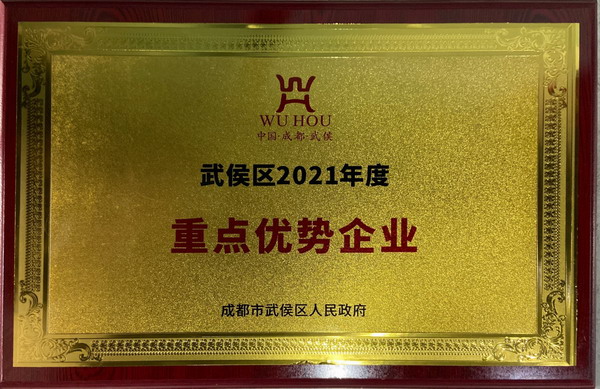 WU HOU
中国·成都·武侯
武侯区2021年度
重点优势企业
成都市武侯区人民政府